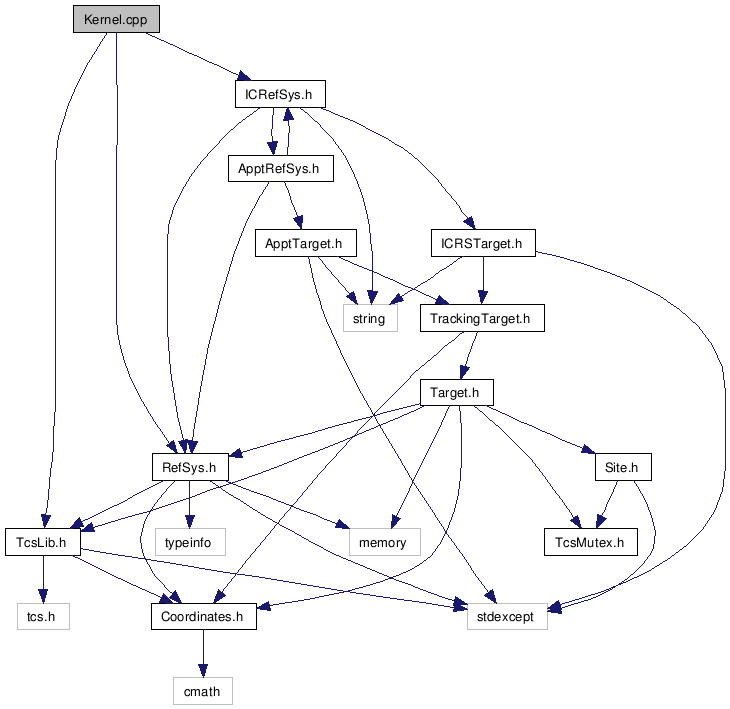 Kernel.cpp
ICRefSys.h
ApptRefSys.h
ApptTarget.h
ICRSTarget.h
string
TrackingTarget.h
Target.h
RefSys.h
Site.h
TcsLib.h
typeinfo
memory
TcsMutex.h
tcs.h
Coordinates.h
stdexcept
cmath